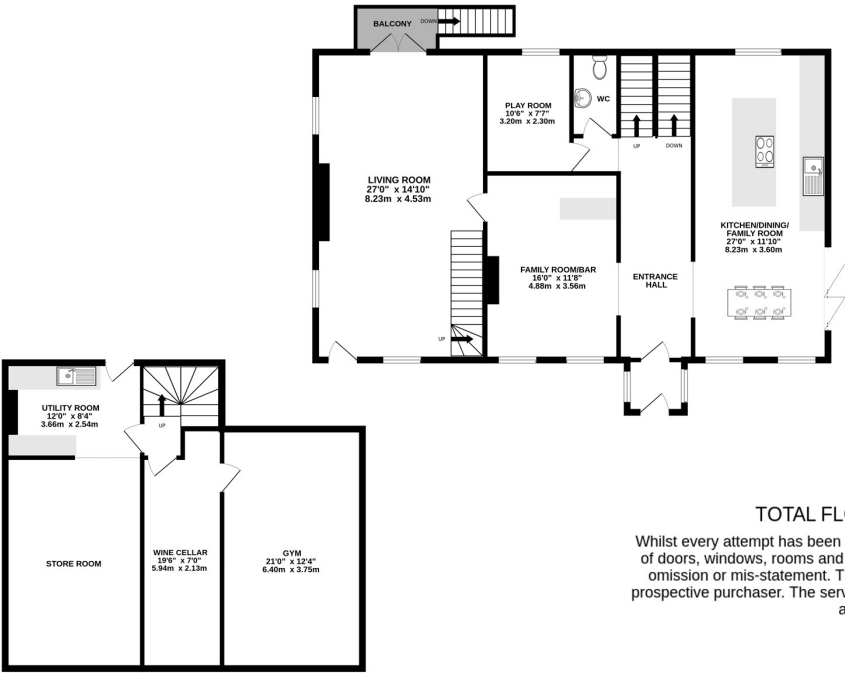 BALCONY
DOWN
PLAY ROOM
10'6" x 7'7"
3.20m x 2.30m
WC
UP
DOWN
LIVING ROOM
27'0" x 14'10"
8.23m x 4.53m
UP
FAMILY ROOM/BAR
16'0" x 11'8"
4.88m x 3.56m
ENTRANCE
HALL
KITCHEN/DINING/
FAMILY ROOM
27'0" x 11'10"
8.23m x 3.60m
UTILITY ROOM
12'0" x 8'4"
3.66m x 2.54m
UP
STORE ROOM
WINE CELLAR
19'6" x 7'0"
5.94m x 2.13m
GYM
21'0" x 12'4"
6.40m x 3.75m
TOTAL FL
Whilst every attempt has been
of doors, windows, rooms and
omission or mis-statement. T
prospective purchaser. The serv
a